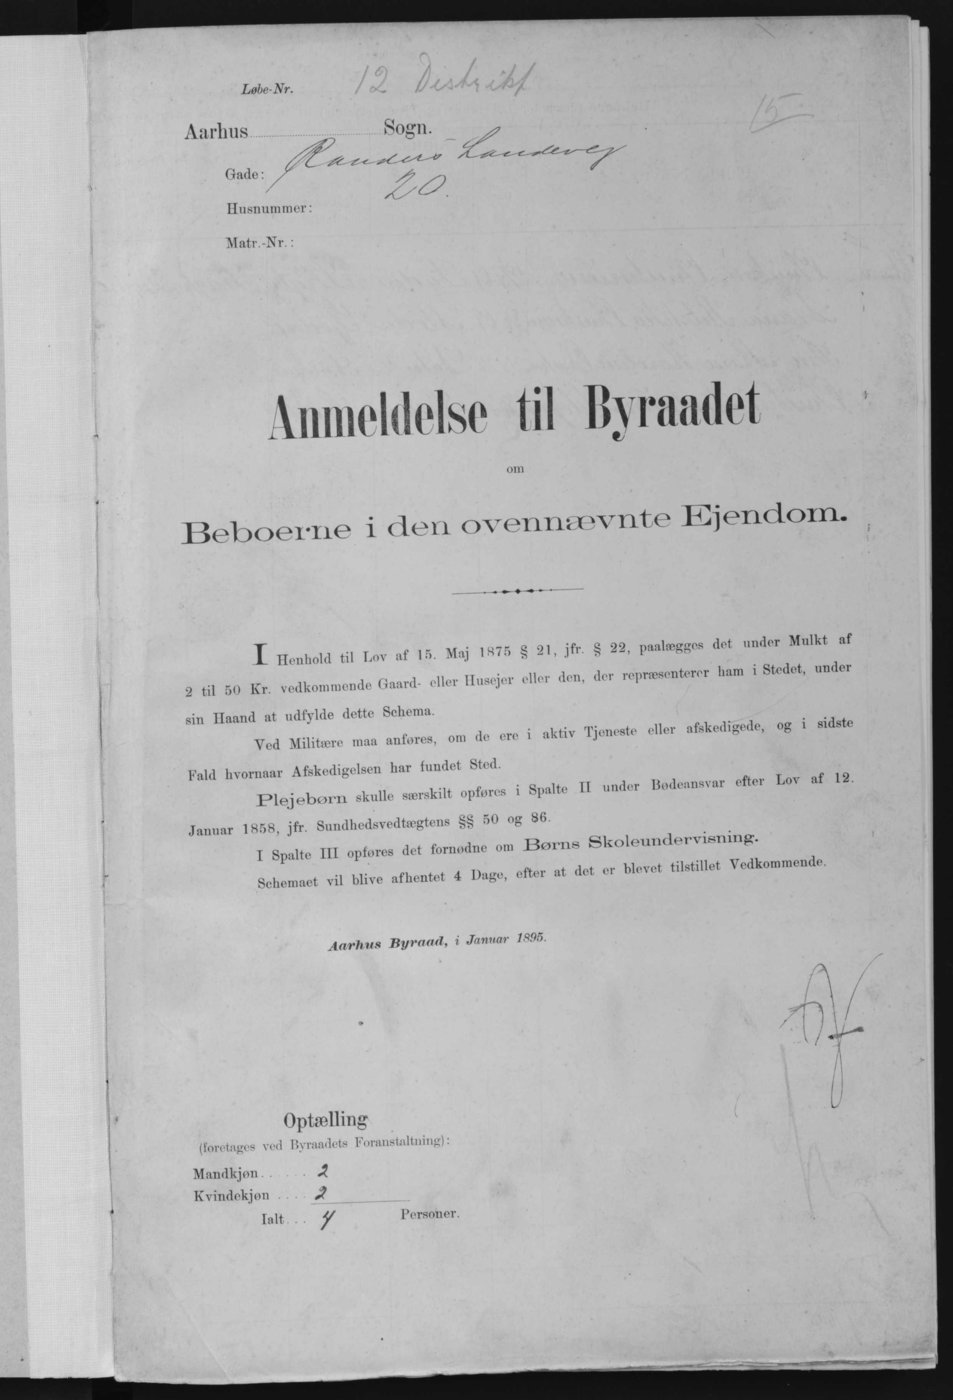 Løbe-Nr. 12 Distrikt
15
Aarhus Sogn.
Gade: Randers Landevej
Husnummer: 20.
Matr.-Nr.:
Anmeldelse til Byraadet
om
Beboerne i den ovennævnte Ejendom.
I Henhold til Lov af 15. Maj 1875 § 21, jfr. § 22, paalægges det under Mulkt af
2 til 50 Kr. vedkommende Gaard- eller Husejer eller den, der repræsenterer ham i Stedet, under
sin Haand at udfylde dette Schema.
Ved Militære maa anføres, om de ere i aktiv Tjeneste eller afskedigede, og i sidste
Fald hvornaar Afskedigelsen har fundet Sted.
Plejebørn skulle særskilt opføres i Spalte II under Bødeansvar efter Lov af 12.
Januar 1858, jfr. Sundhedsvedtægtens §§ 50 og 86.
I Spalte III opføres det fornødne om Børns Skoleundervisning.
Schemaet vil blive afhentet 4 Dage, efter at det er blevet tilstillet Vedkommende.
Aarhus Byraad, i Januar 1895.
Optælling
(foretages ved Byraadets Foranstaltning):
Mandkjøn..... 2
Kvindekjøn.... 2
Ialt... 4 Personer.